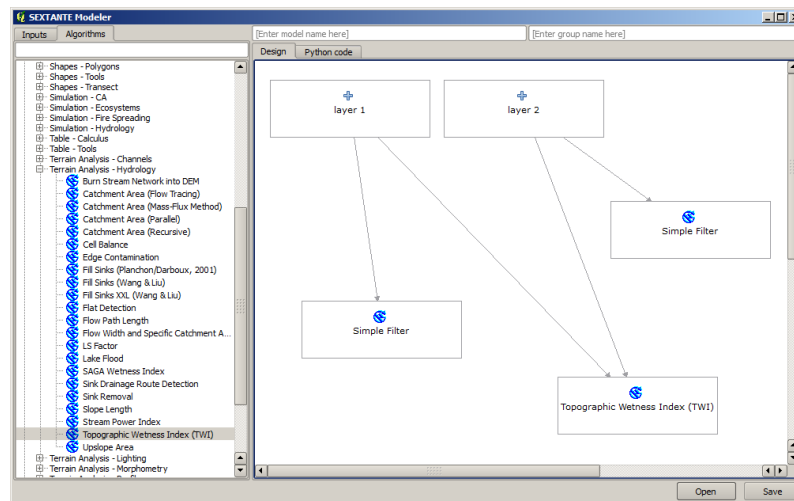 SEXTANTE Modeler
Inputs
Algorithms
[Enter model name here]
[Enter group name here]
Design
Python code
Shapes - Polygons
Shapes - Tools
Shapes - Transect
Simulation - CA
Simulation - Ecosystems
Simulation - Fire Spreading
Simulation - Hydrology
Table - Calculus
Table - Tools
Terrain Analysis - Channels
Terrain Analysis - Hydrology
Burn Stream Network into DEM
Catchment Area (Flow Tracing)
Catchment Area (Mass-Flux Method)
Catchment Area (Parallel)
Catchment Area (Recursive)
Cell Balance
Edge Contamination
Fill Sinks (Planchon/Darboux, 2001)
Fill Sinks (Wang & Liu)
Fill Sinks XXL (Wang & Liu)
Flat Detection
Flow Path Length
Flow Width and Specific Catchment A...
LS Factor
Lake Flood
SAGA Wetness Index
Sink Drainage Route Detection
Sink Removal
Slope Length
Stream Power Index
Topographic Wetness Index (TWI)
Upslope Area
Terrain Analysis - Lighting
Terrain Analysis - Morphometry
layer 1
layer 2
Simple Filter
Simple Filter
Topographic Wetness Index (TWI)
Open
Save